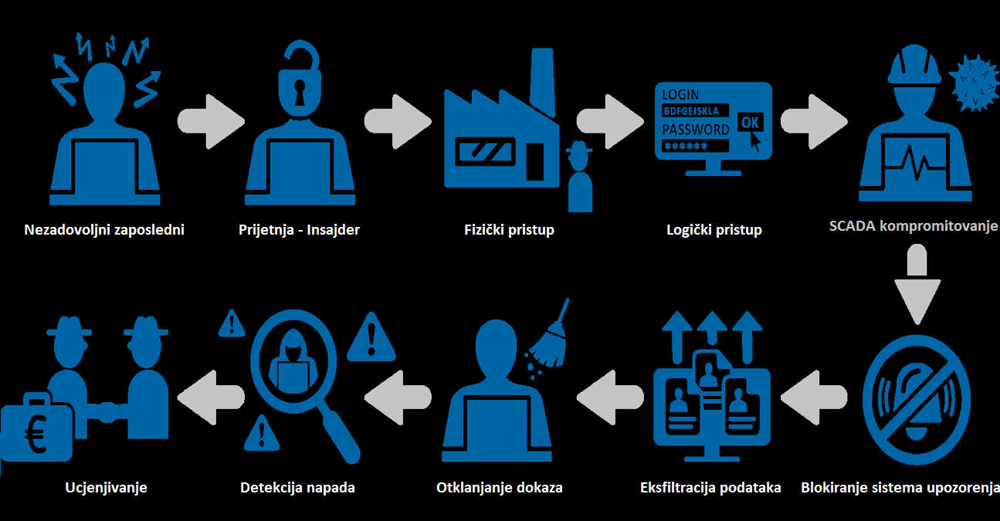 LOGIN
BDFGEJSKLA
PASSWORD
OK
******
Nezadovoljni zaposledni
Prijetnja - Insajder
Fizički pristup
Logički pristup
SCADA kompromitovanje
€
Ucjenjivanje
Detekcija napada
Otklanjanje dokaza
Eksfiltracija podataka
Blokiranje sistema upozorenja